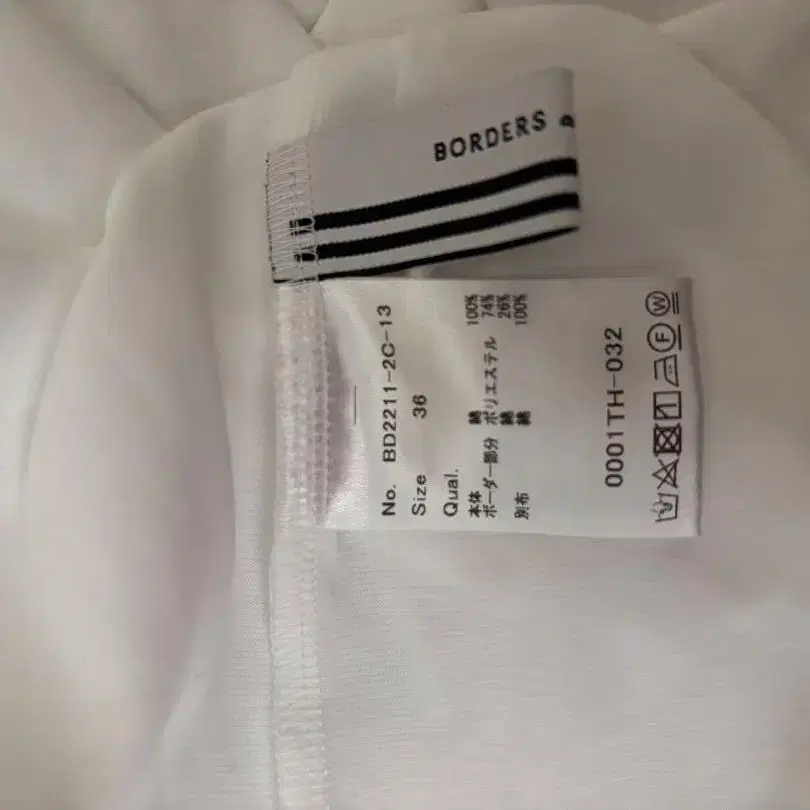 BORDERS a
No. BD2211-2C-13
Size 36
Qual.
本体 綿 100%
ボーダー部分 ポリエステル 74%
綿 26%
別布 綿 100%
0001TH-032
F W